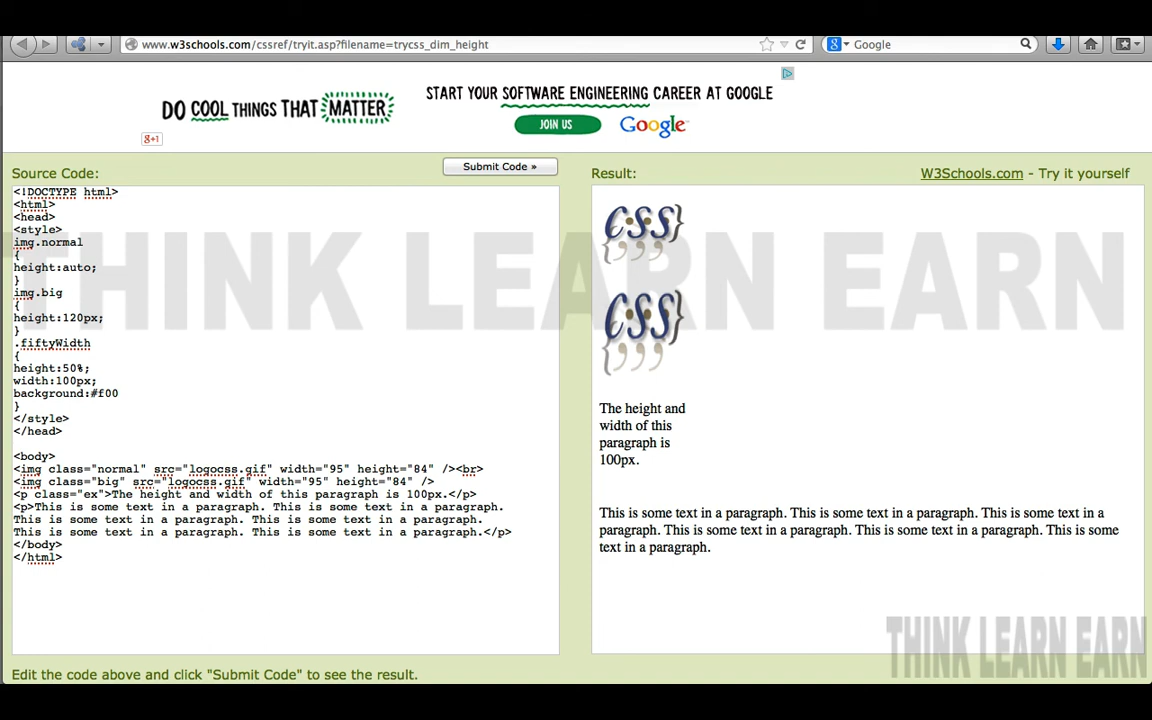 www.w3schools.com/cssref/tryit.asp?filename=trycss_dim_height
Google
DO COOL THINGS THAT MATTER
START YOUR SOFTWARE ENGINEERING CAREER AT GOOGLE
JOIN US
Google
g+1
Source Code:
Submit Code »
Result:
W3Schools.com - Try it yourself
<!DOCTYPE html>
<html>
<head>
<style>
img.normal
{
height:auto;
}
img.big
{
height:120px;
}
.fiftyWidth
{
height:50%;
width:100px;
background:#f00
}
</style>
</head>
<body>
<img class="normal" src="logocss.gif" width="95" height="84" /><br>
<img class="big" src="logocss.gif" width="95" height="84" />
<p class="ex">The height and width of this paragraph is 100px.</p>
<p>This is some text in a paragraph. This is some text in a paragraph.
This is some text in a paragraph. This is some text in a paragraph.
This is some text in a paragraph. This is some text in a paragraph.</p>
</body>
</html>
CSS}
{;;;
CSS}
{;;;
The height and
width of this
paragraph is
100px.
This is some text in a paragraph. This is some text in a paragraph. This is some text in a
paragraph. This is some text in a paragraph. This is some text in a paragraph. This is some
text in a paragraph.
THINK LEARN EARN
THINK LEARN EARN
Edit the code above and click "Submit Code" to see the result.